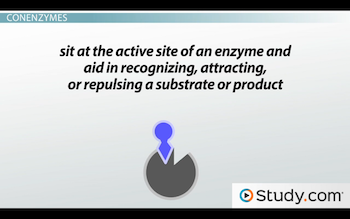 CONENZYMES
sit at the active site of an enzyme and
aid in recognizing, attracting,
or repulsing a substrate or product
Study.com